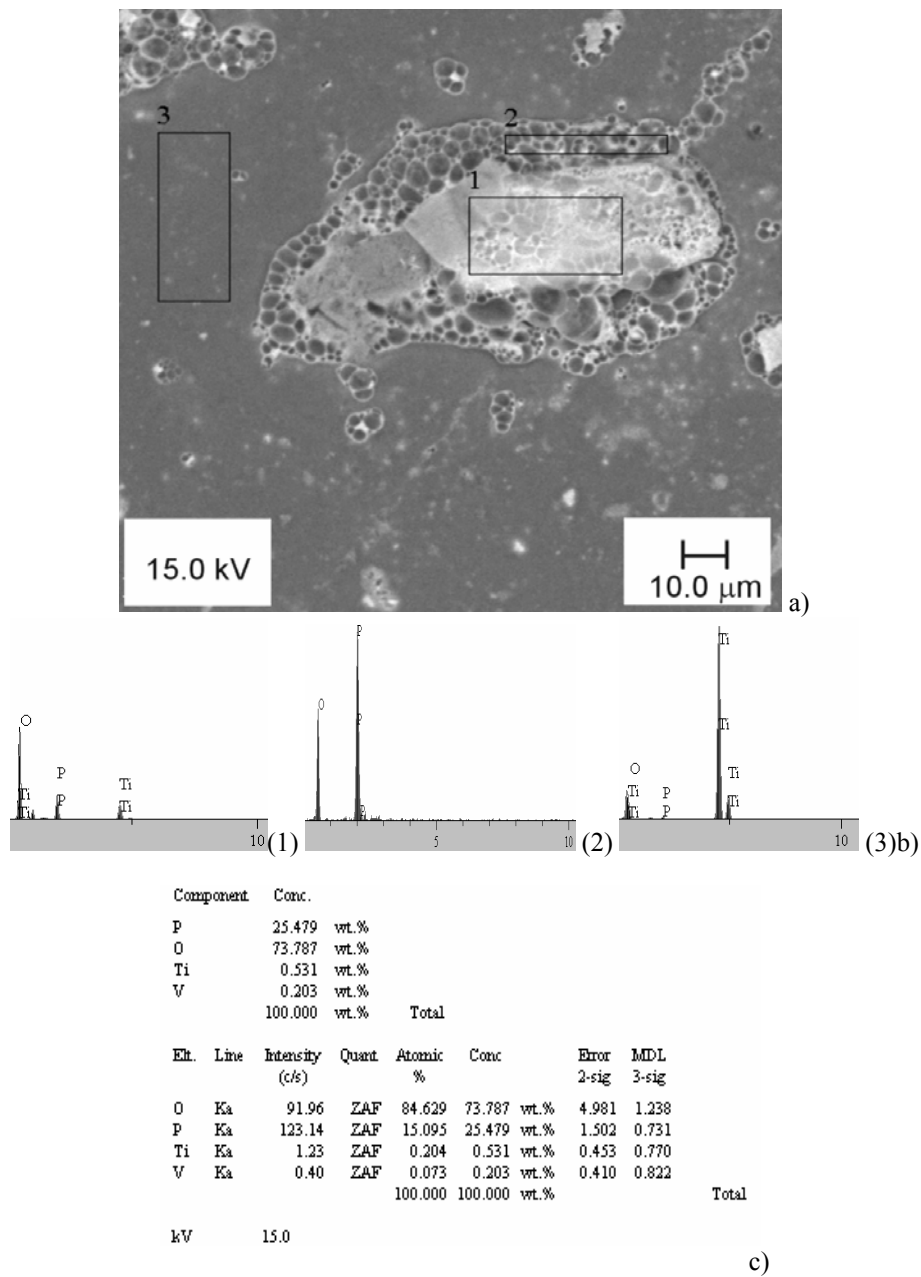 3
2
1
15.0 kV
10.0 μm
a)
O
P
Ti
Ti P Ti
Ti
10
(1)
P
O
P
P
5
10
(2)
Ti
Ti
O
Ti P Ti
Ti P Ti
10
(3)b)
Component Conc.
P 25.479 wt.%
O 73.787 wt.%
Ti 0.531 wt.%
V 0.203 wt.%
100.000 wt.% Total
Elt. Line Intensity Quant Atomic Conc Error MDL
(c/s) % 2-sig 3-sig
O Ka 91.96 ZAF 84.629 73.787 wt.% 4.981 1.238
P Ka 123.14 ZAF 15.095 25.479 wt.% 1.502 0.731
Ti Ka 1.23 ZAF 0.204 0.531 wt.% 0.453 0.770
V Ka 0.40 ZAF 0.073 0.203 wt.% 0.410 0.822
100.000 100.000 wt.% Total
kV 15.0
c)